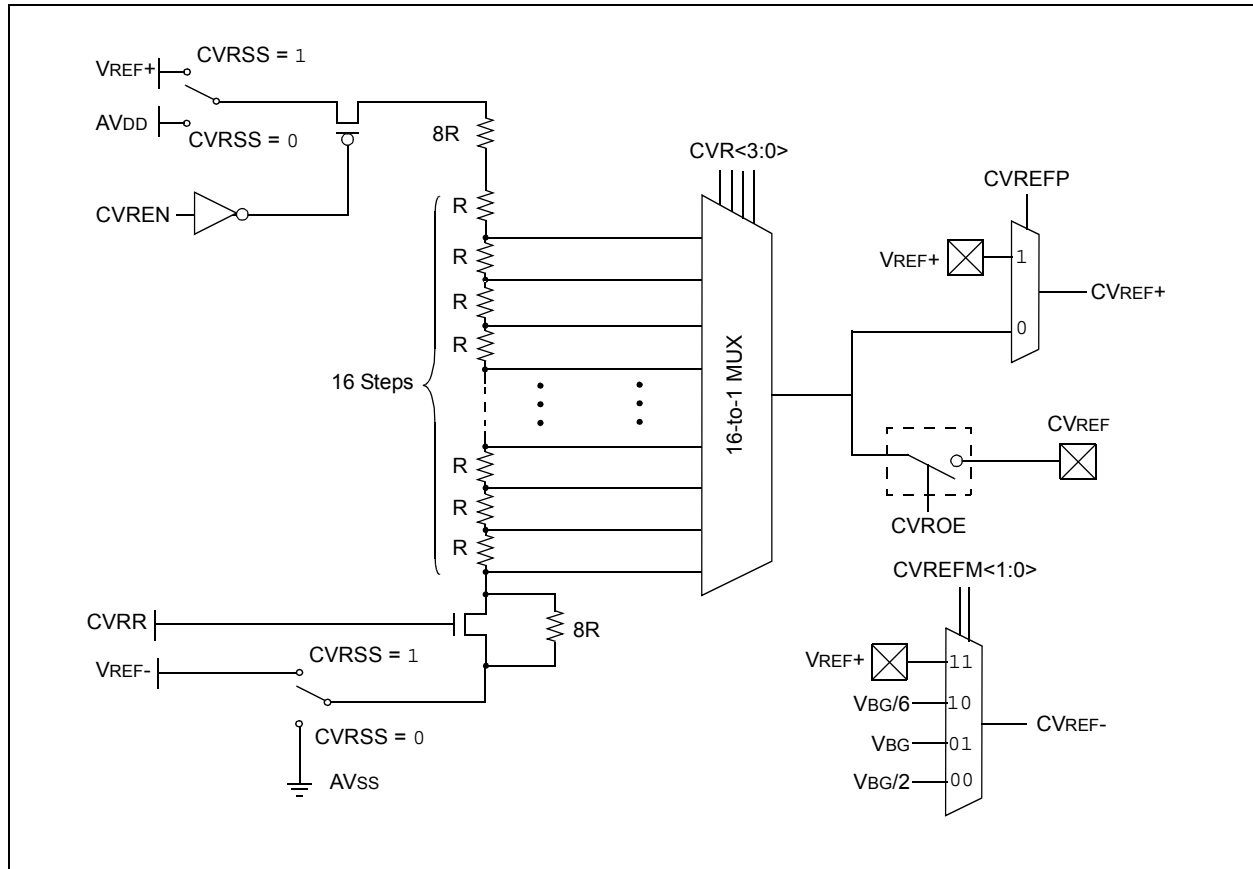 CVRSS = 1
VREF+
AVDD
CVRSS = 0
8R
CVREN
CVR<3:0>
CVREFP
R
R
R
R
16 Steps
R
R
R
16-to-1 MUX
VREF+
1
CVREF+
0
CVREF
CVROE
CVRR
8R
VREF-
CVRSS = 1
CVRSS = 0
AVSS
CVREFM<1:0>
VREF+
11
VBG/6
10
CVREF-
VBG
01
VBG/2
00